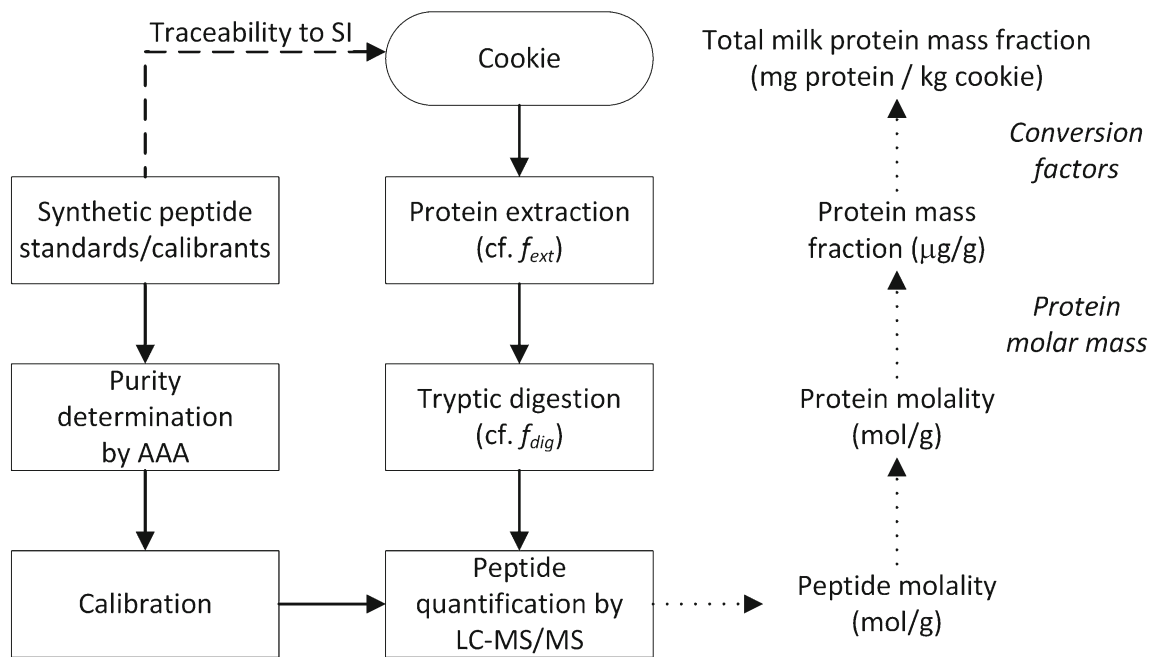 Traceability to SI
Cookie
Total milk protein mass fraction
(mg protein / kg cookie)
Conversion
factors
Synthetic peptide
standards/calibrants
Protein extraction
(cf. fext)
Protein mass
fraction (μg/g)
Protein
molar mass
Purity
determination
by AAA
Tryptic digestion
(cf. fdig)
Protein molality
(mol/g)
Calibration
Peptide
quantification by
LC-MS/MS
Peptide molality
(mol/g)